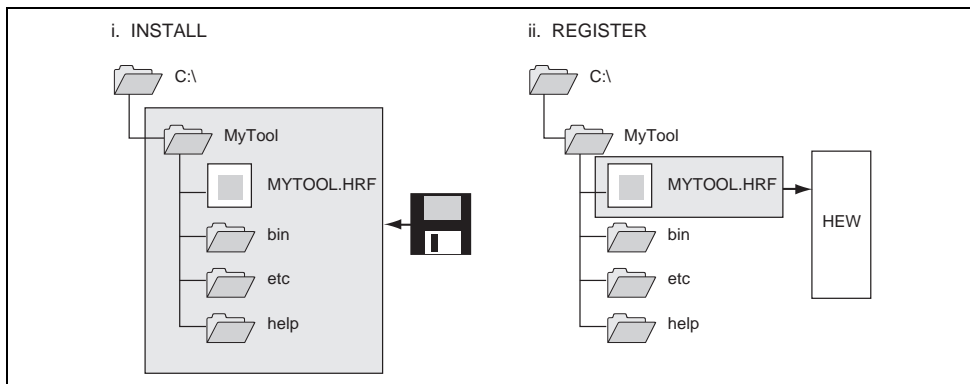 i. INSTALL
C:\
MyTool
MYTOOL.HRF
bin
etc
help
ii. REGISTER
C:\
MyTool
MYTOOL.HRF
HEW
bin
etc
help